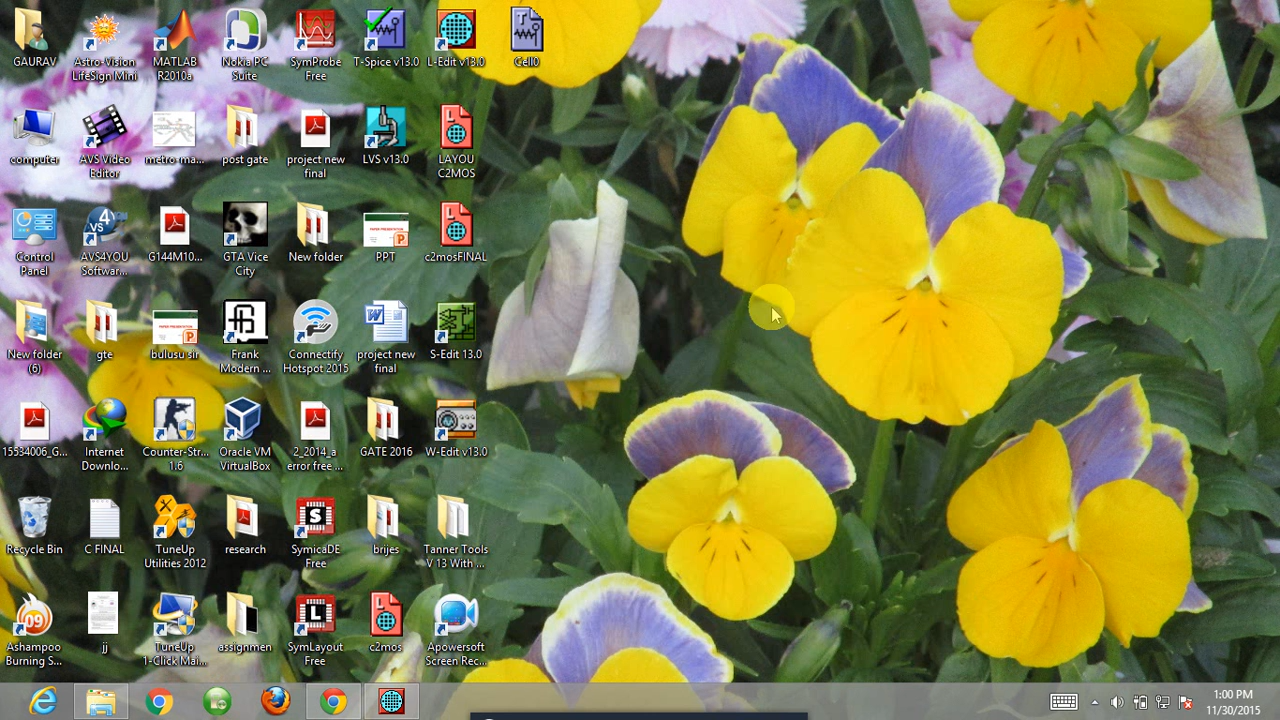 GAURAV
Astro-Vision
LifeSign Mini
MATLAB
R2010a
Nokia PC
Suite
SymProbe
Free
T-Spice v13.0
L-Edit v13.0
Cell0
computer
AVS Video
Editor
metro-ma...
post gate
project new
final
LVS v13.0
LAYOU
C2MOS
Control
Panel
AVS4YOU
Softwar...
G144M10...
GTA Vice
City
New folder
PPT
c2mosFINAL
New folder
(6)
gte
bulusu sir
Frank
Modern ...
Connectify
Hotspot 2015
project new
final
S-Edit 13.0
15534006_G...
Internet
Downlo...
Counter-Str...
1.6
Oracle VM
VirtualBox
2_2014_a
error free ...
GATE 2016
W-Edit v13.0
Recycle Bin
C FINAL
TuneUp
Utilities 2012
research
SymicaDE
Free
brijes
Tanner Tools
V 13 With ...
Ashampoo
Burning S...
jj
TuneUp
1-Click Mai...
assignmen
SymLayout
Free
c2mos
Apowersoft
Screen Rec...
1:00 PM
11/30/2015